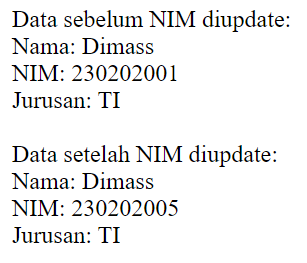 Data sebelum NIM diupdate:
Nama: Dimass
NIM: 230202001
Jurusan: TI
Data setelah NIM diupdate:
Nama: Dimass
NIM: 230202005
Jurusan: TI